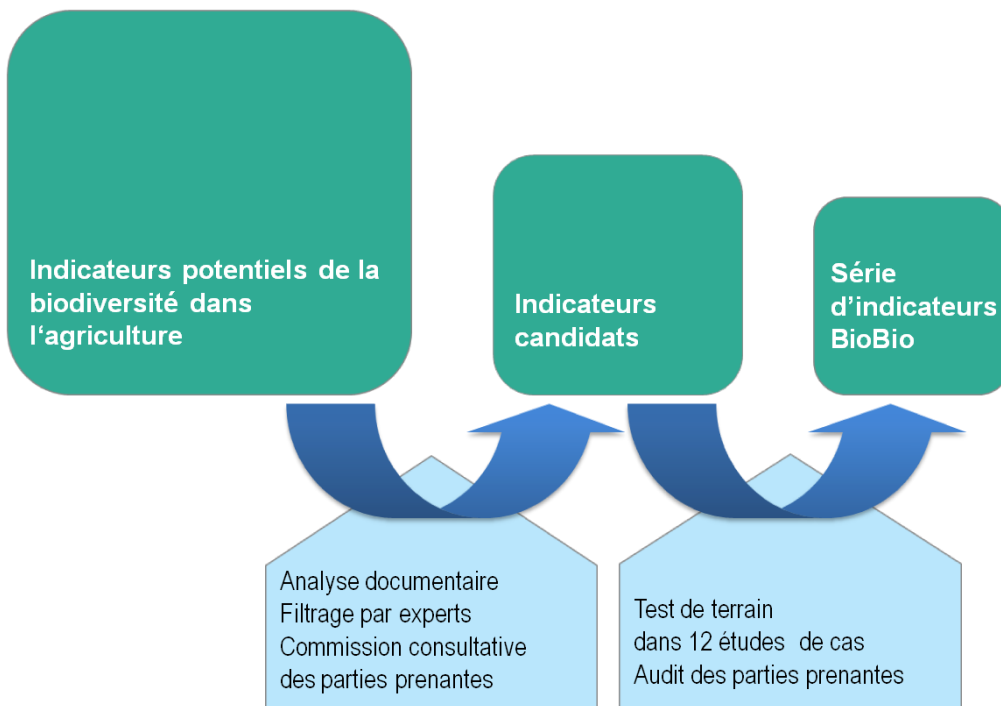 Indicateurs potentiels de la
biodiversité dans
l‘agriculture
Indicateurs
candidats
Série
d’indicateurs
BioBio
Analyse documentaire
Filtrage par experts
Commission consultative
des parties prenantes
Test de terrain
dans 12 études de cas
Audit des parties prenantes